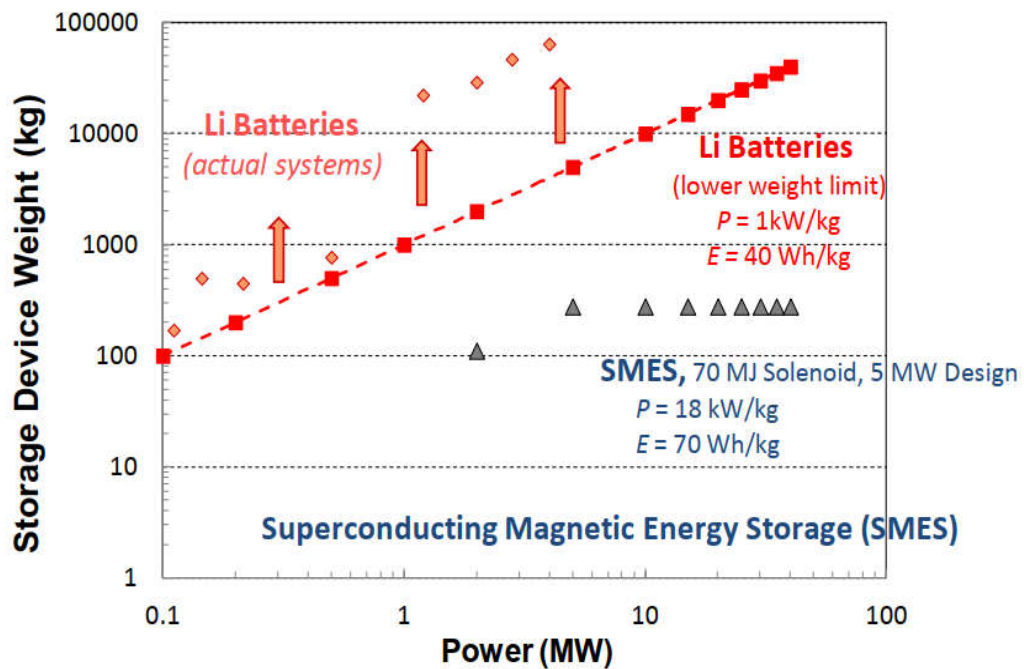 100000
10000
1000
100
10
1
Storage Device Weight (kg)
Li Batteries
(actual systems)
Li Batteries
(lower weight limit)
P = 1kW/kg
E = 40 Wh/kg
SMES, 70 MJ Solenoid, 5 MW Design
P = 18 kW/kg
E = 70 Wh/kg
Superconducting Magnetic Energy Storage (SMES)
0.1 1 10 100
Power (MW)